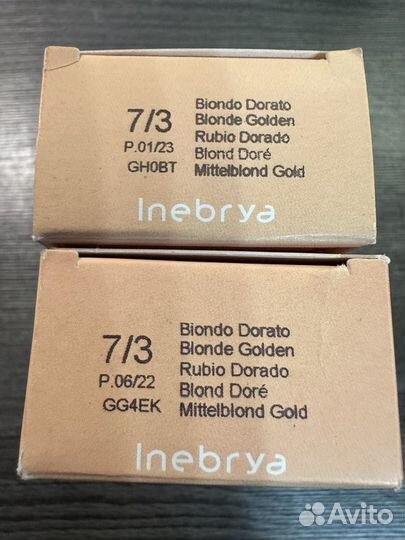 7/3
P.01/23
GH0BT
Biondo Dorato
Blonde Golden
Rubio Dorado
Blond Doré
Mittelblond Gold
Inebrya
7/3
P.06/22
GG4EK
Biondo Dorato
Blonde Golden
Rubio Dorado
Blond Doré
Mittelblond Gold
Inebrya
Avito